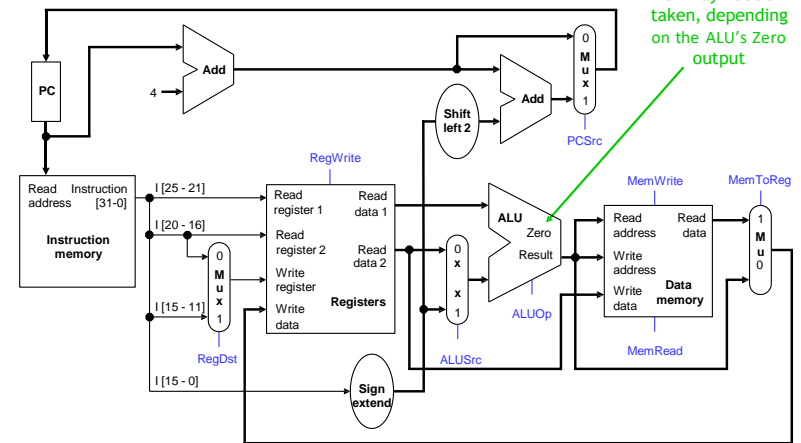 taken, depending
on the ALU's Zero
output
0
M
u
x
1
PCSrc
Add
Add
PC
4
Shift
left 2
RegWrite
Read
address
Instruction
[31-0]
Instruction
memory
I [25 - 21]
I [20 - 16]
I [15 - 11]
I [15 - 0]
0
M
u
x
1
RegDst
Read
register 1
Read
data 1
Read
register 2
Read
data 2
Write
register
Write
data
Registers
Sign
extend
0
x
x
1
ALUSrc
ALU
Zero
Result
ALUOp
MemWrite
Read
address
Read
data
Write
address
Write
data
Data
memory
MemRead
MemToReg
1
M
u
0